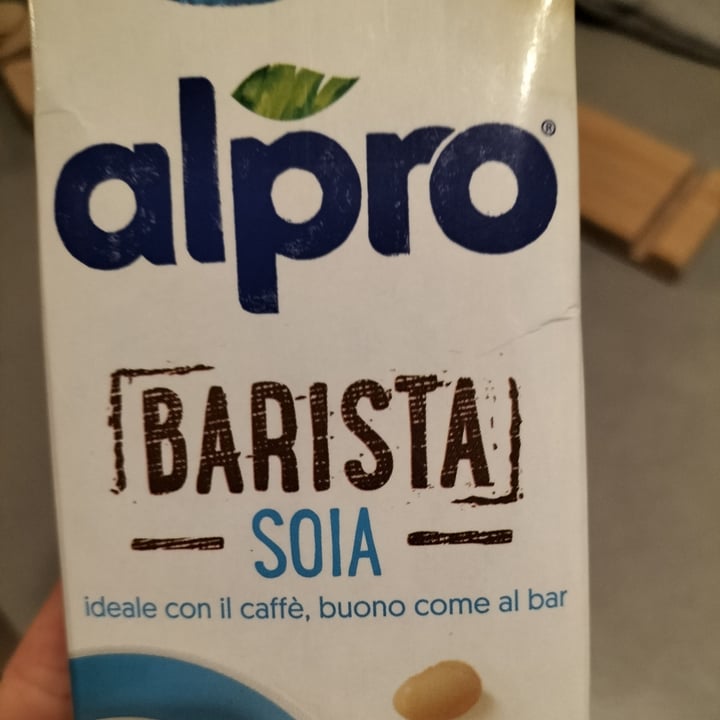 alpro®
BARISTA
SOIA
ideale con il caffè, buono come al bar